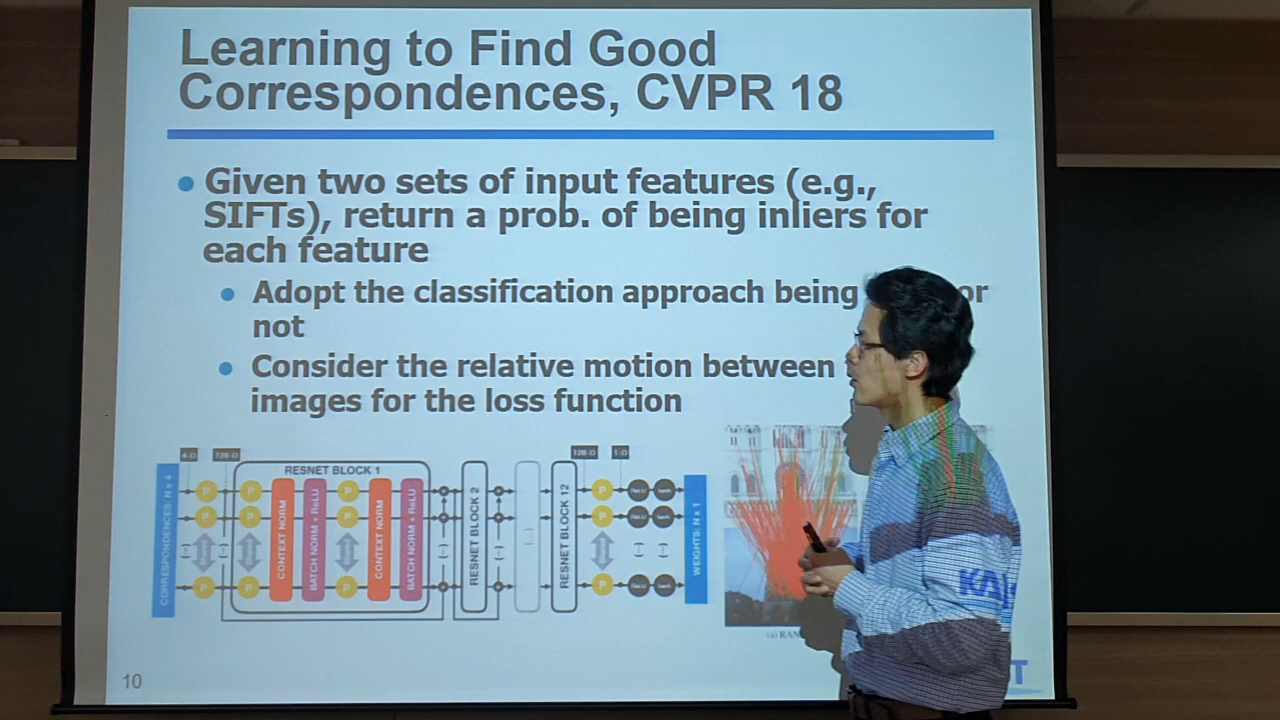 Learning to Find Good
Correspondences, CVPR 18
Given two sets of input features (e.g.,
SIFTs), return a prob. of being inliers for
each feature
Adopt the classification approach being or
not
Consider the relative motion between
images for the loss function
4-D
128-D
RESNET BLOCK 1
128-D
1-D
CORRESPONDENCES: N x 4
P P P P
P P P P
P P P P
CONTEXT NORM
BATCH NORM + ReLU
CONTEXT NORM
BATCH NORM + ReLU
RESNET BLOCK 2
RESNET BLOCK 12
WEIGHTS: N x 1
(a) RAN
KAIST
10